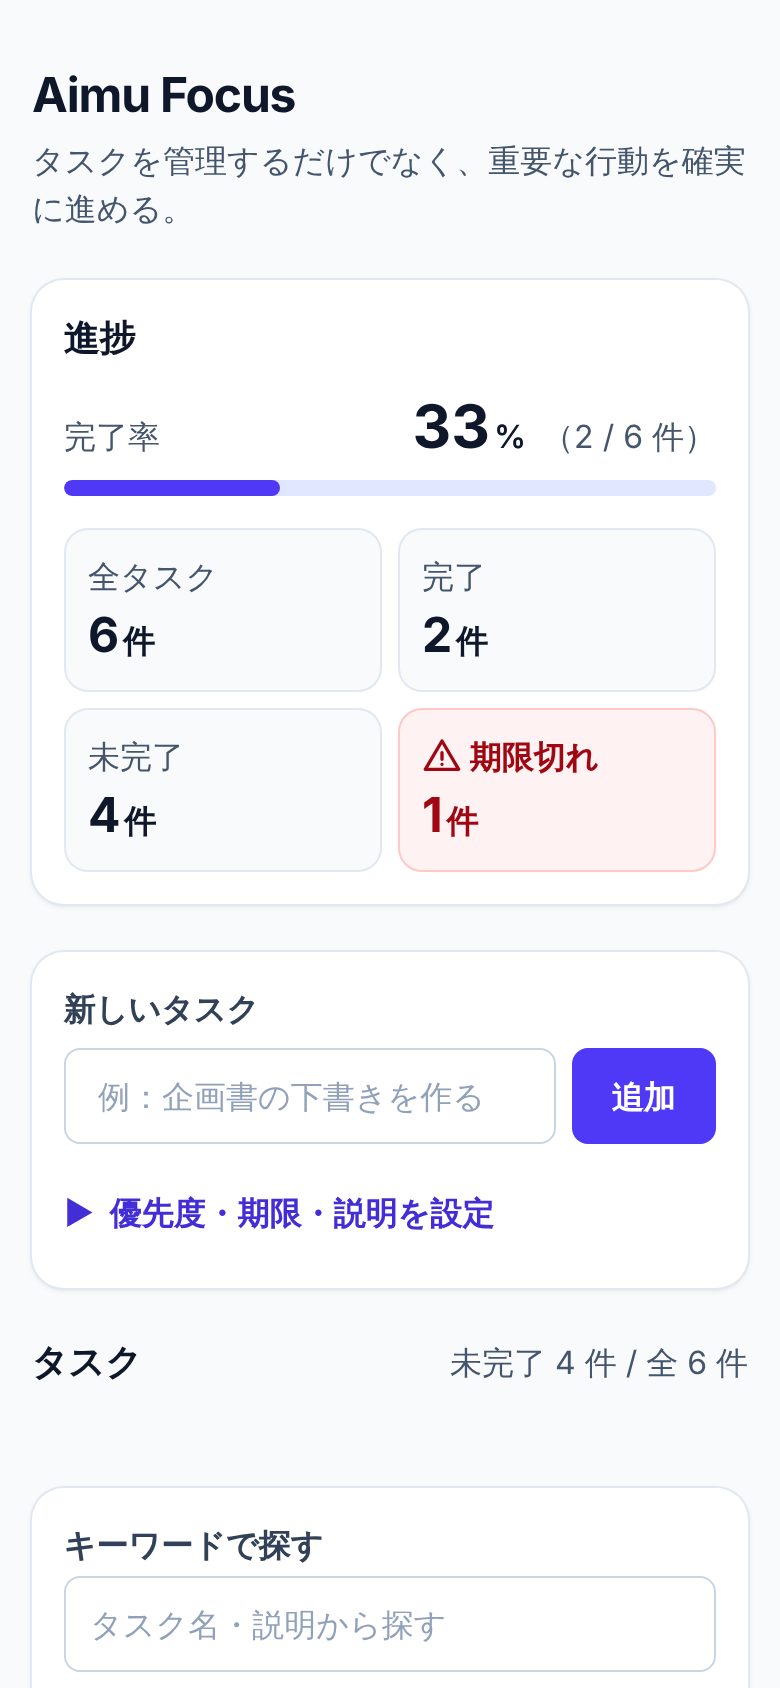 Aimu Focus
タスクを管理するだけでなく、重要な行動を確実
に進める。
進捗
完了率
33% （2 / 6 件）
全タスク
6件
完了
2件
未完了
4件
期限切れ
1件
新しいタスク
例：企画書の下書きを作る
追加
▶ 優先度・期限・説明を設定
タスク
未完了 4 件 / 全 6 件
キーワードで探す
タスク名・説明から探す